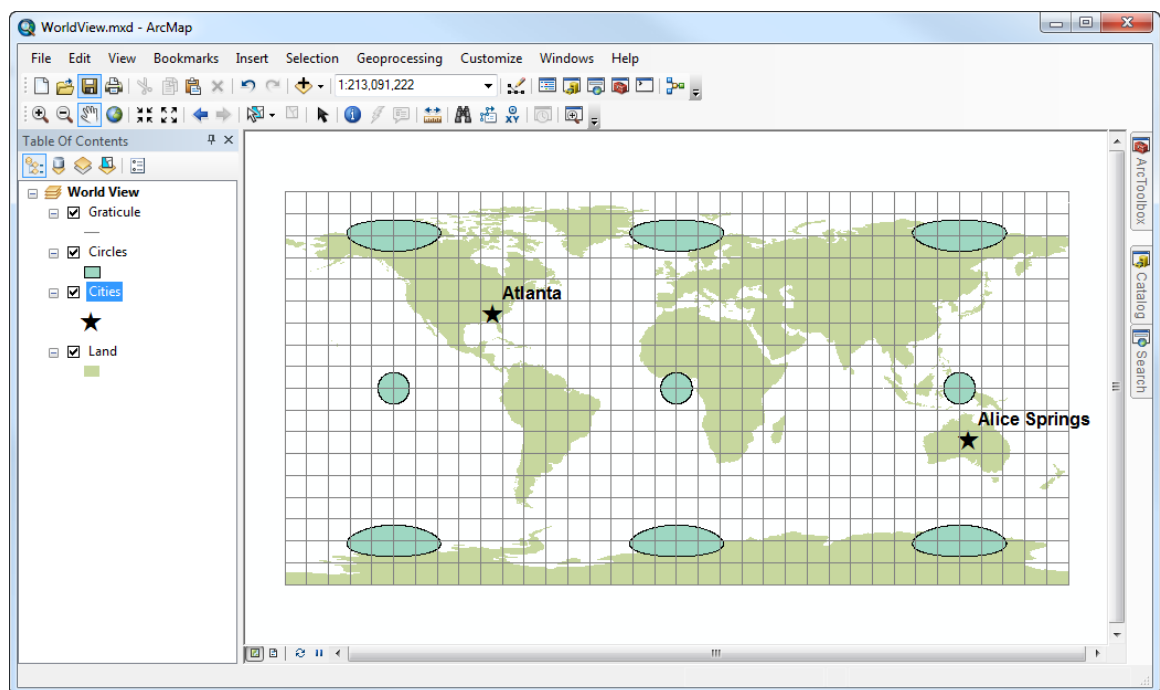 WorldView.mxd - ArcMap
File Edit View Bookmarks Insert Selection Geoprocessing Customize Windows Help
1:213,091,222
XY
Table Of Contents
World View
Graticule
Circles
Cities
Land
Atlanta
Alice Springs
ArcToolbox
Catalog
Search